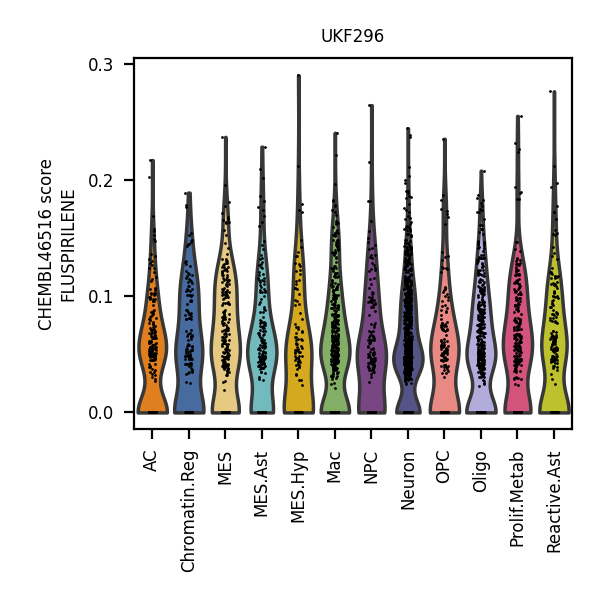 UKF296
CHEMBL46516 score
FLUSPIRILENE
0.3
0.2
0.1
0.0
AC
Chromatin.Reg
MES
MES.Ast
MES.Hyp
Mac
NPC
Neuron
OPC
Oligo
Prolif.Metab
Reactive.Ast